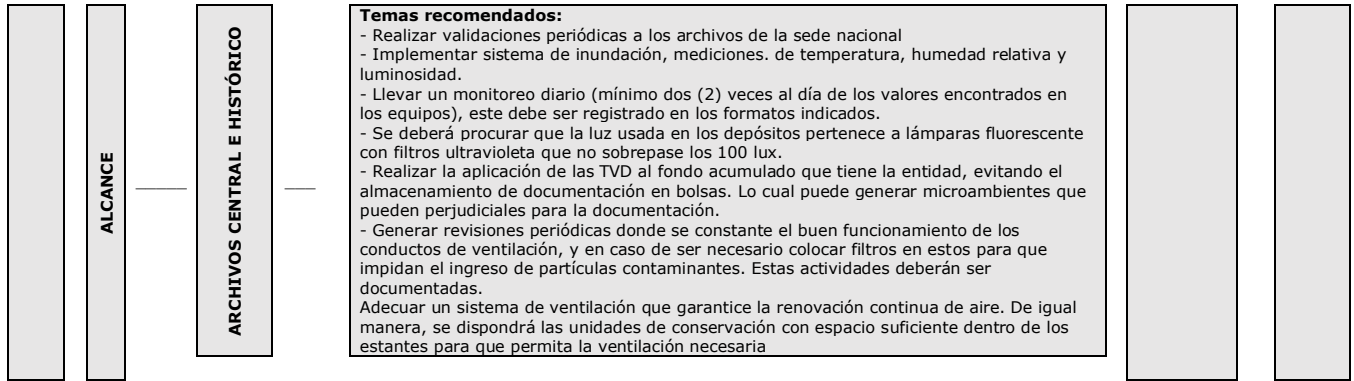 ALCANCE
ARCHIVOS CENTRAL E HISTÓRICO
Temas recomendados:
- Realizar validaciones periódicas a los archivos de la sede nacional
- Implementar sistema de inundación, mediciones. de temperatura, humedad relativa y
luminosidad.
- Llevar un monitoreo diario (mínimo dos (2) veces al día de los valores encontrados en
los equipos), este debe ser registrado en los formatos indicados.
- Se deberá procurar que la luz usada en los depósitos pertenece a lámparas fluorescente
con filtros ultravioleta que no sobrepase los 100 lux.
- Realizar la aplicación de las TVD al fondo acumulado que tiene la entidad, evitando el
almacenamiento de documentación en bolsas. Lo cual puede generar microambientes que
pueden perjudiciales para la documentación.
- Generar revisiones periódicas donde se constante el buen funcionamiento de los
conductos de ventilación, y en caso de ser necesario colocar filtros en estos para que
impidan el ingreso de partículas contaminantes. Estas actividades deberán ser
documentadas.
Adecuar un sistema de ventilación que garantice la renovación continua de aire. De igual
manera, se dispondrá las unidades de conservación con espacio suficiente dentro de los
estantes para que permita la ventilación necesaria